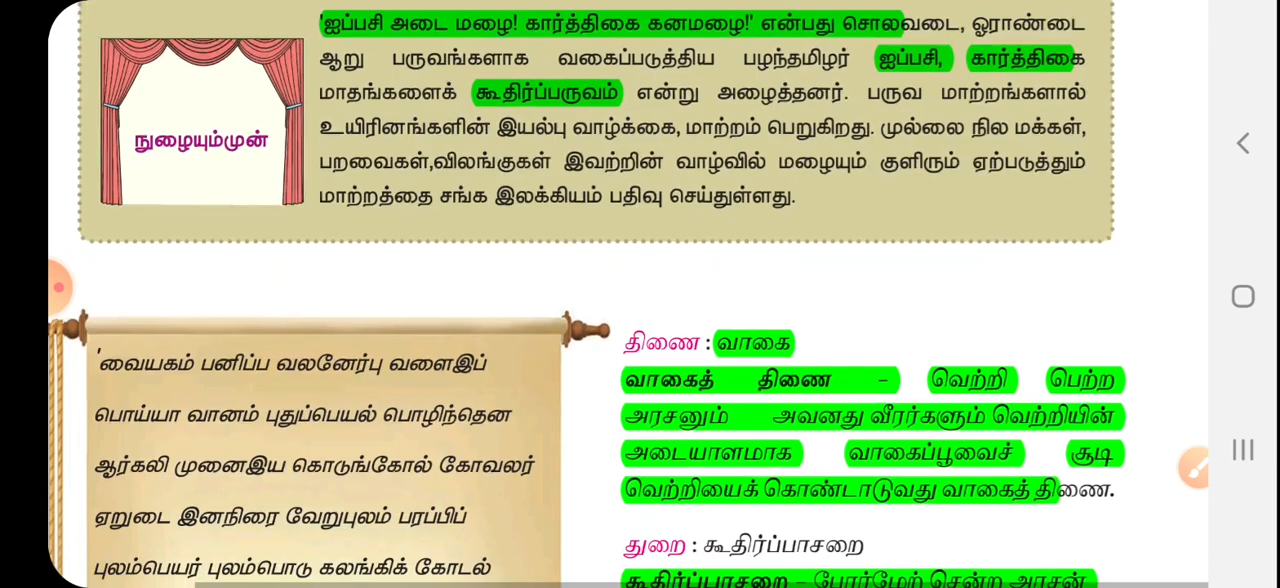 'ஐப்பசி அடை மழை! கார்த்திகை கனமழை!' என்பது சொலவடை, ஓராண்டை
ஆறு பருவங்களாக வகைப்படுத்திய பழந்தமிழர் ஐப்பசி, கார்த்திகை
மாதங்களைக் கூதிர்ப்பருவம் என்று அழைத்தனர். பருவ மாற்றங்களால்
உயிரினங்களின் இயல்பு வாழ்க்கை, மாற்றம் பெறுகிறது. முல்லை நில மக்கள்,
பறவைகள்,விலங்குகள் இவற்றின் வாழ்வில் மழையும் குளிரும் ஏற்படுத்தும்
மாற்றத்தை சங்க இலக்கியம் பதிவு செய்துள்ளது.
நுழையும்முன்
'வையகம் பனிப்ப வலனேர்பு வளைஇப்
பொய்யா வானம் புதுப்பெயல் பொழிந்தென
ஆர்கலி முனைஇய கொடுங்கோல் கோவலர்
ஏறுடை இனநிரை வேறுபுலம் பரப்பிப்
புலம்பெயர் புலம்பொடு கலங்கிக் கோடல்
திணை : வாகை
வாகைத் திணை – வெற்றி பெற்ற
அரசனும் அவனது வீரர்களும் வெற்றியின்
அடையாளமாக வாகைப்பூவைச் சூடி
வெற்றியைக் கொண்டாடுவது வாகைத் திணை.
துறை : கூதிர்ப்பாசறை
கூதிர்ப்பாசறை – போர்மேற் சென்ற அரசன்